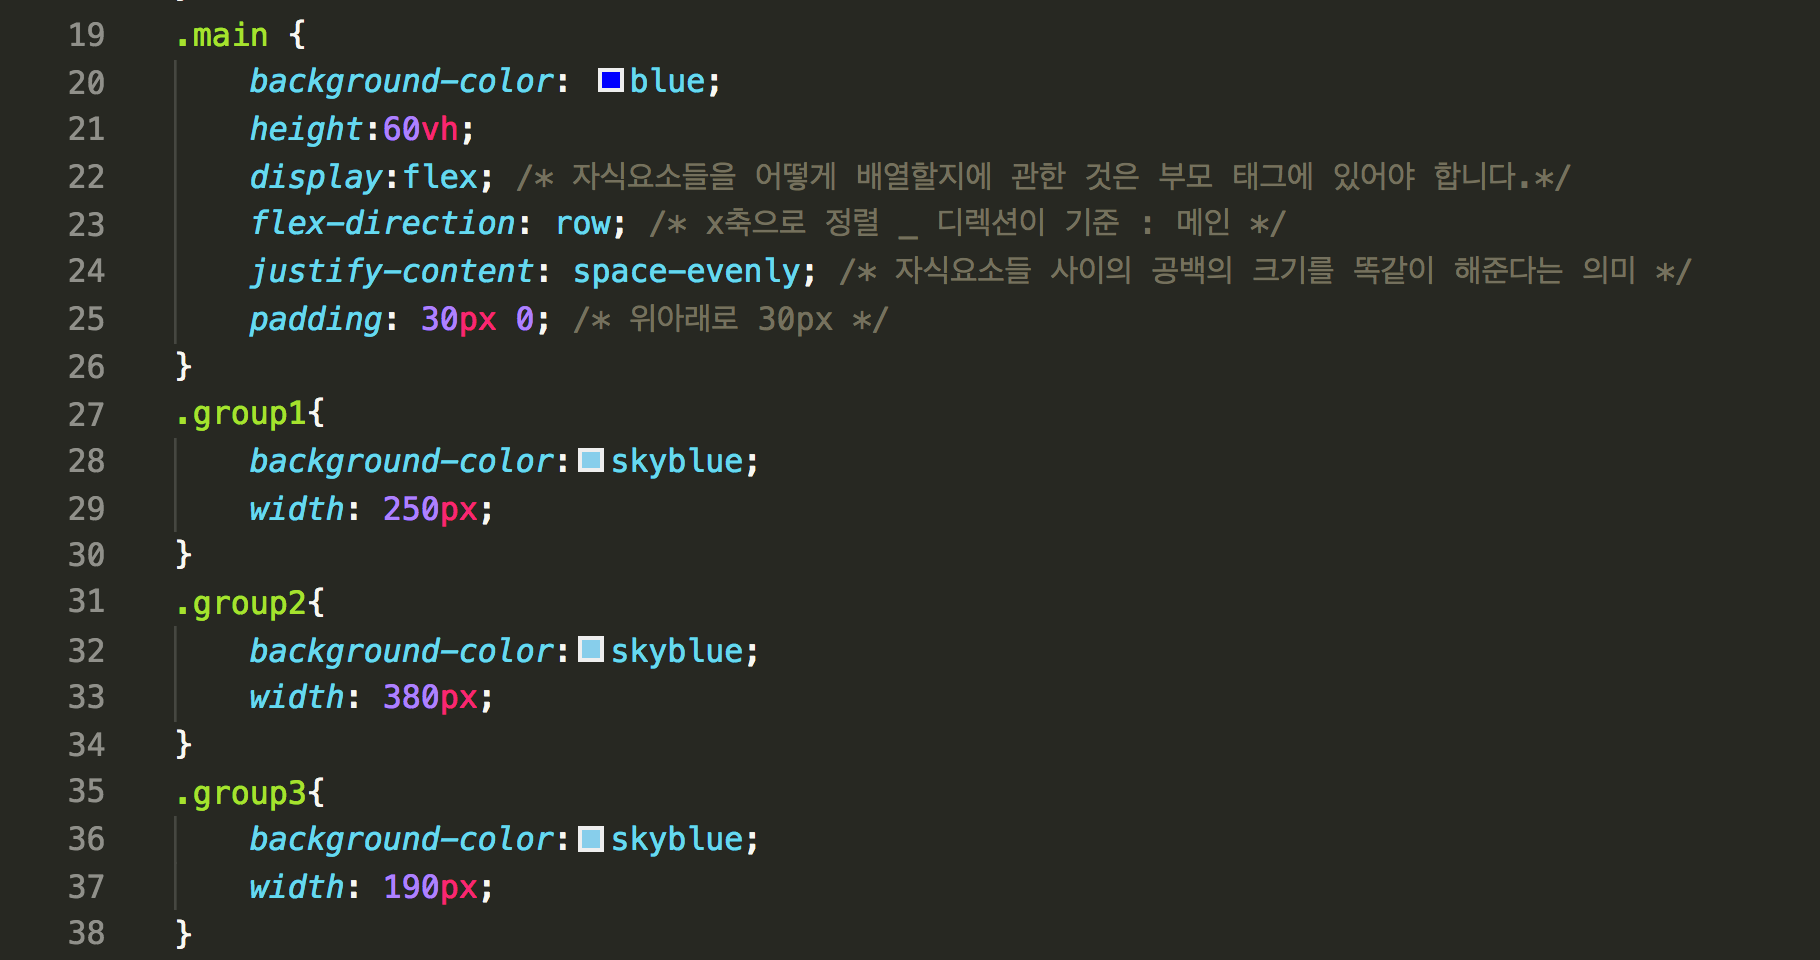 19 .main {
20 background-color: blue;
21 height:60vh;
22 display:flex; /* 자식요소들을 어떻게 배열할지에 관한 것은 부모 태그에 있어야 합니다.*/
23 flex-direction: row; /* x축으로 정렬 _ 디렉션이 기준 : 메인 */
24 justify-content: space-evenly; /* 자식요소들 사이의 공백의 크기를 똑같이 해준다는 의미 */
25 padding: 30px 0; /* 위아래로 30px */
26 }
27 .group1{
28 background-color:skyblue;
29 width: 250px;
30 }
31 .group2{
32 background-color:skyblue;
33 width: 380px;
34 }
35 .group3{
36 background-color:skyblue;
37 width: 190px;
38 }